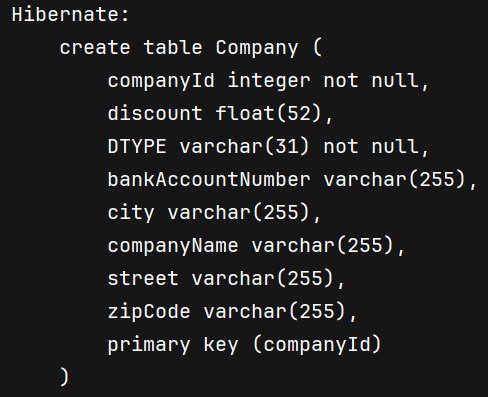 Hibernate:
    create table Company (
        companyId integer not null,
        discount float(52),
        DTYPE varchar(31) not null,
        bankAccountNumber varchar(255),
        city varchar(255),
        companyName varchar(255),
        street varchar(255),
        zipCode varchar(255),
        primary key (companyId)
    )